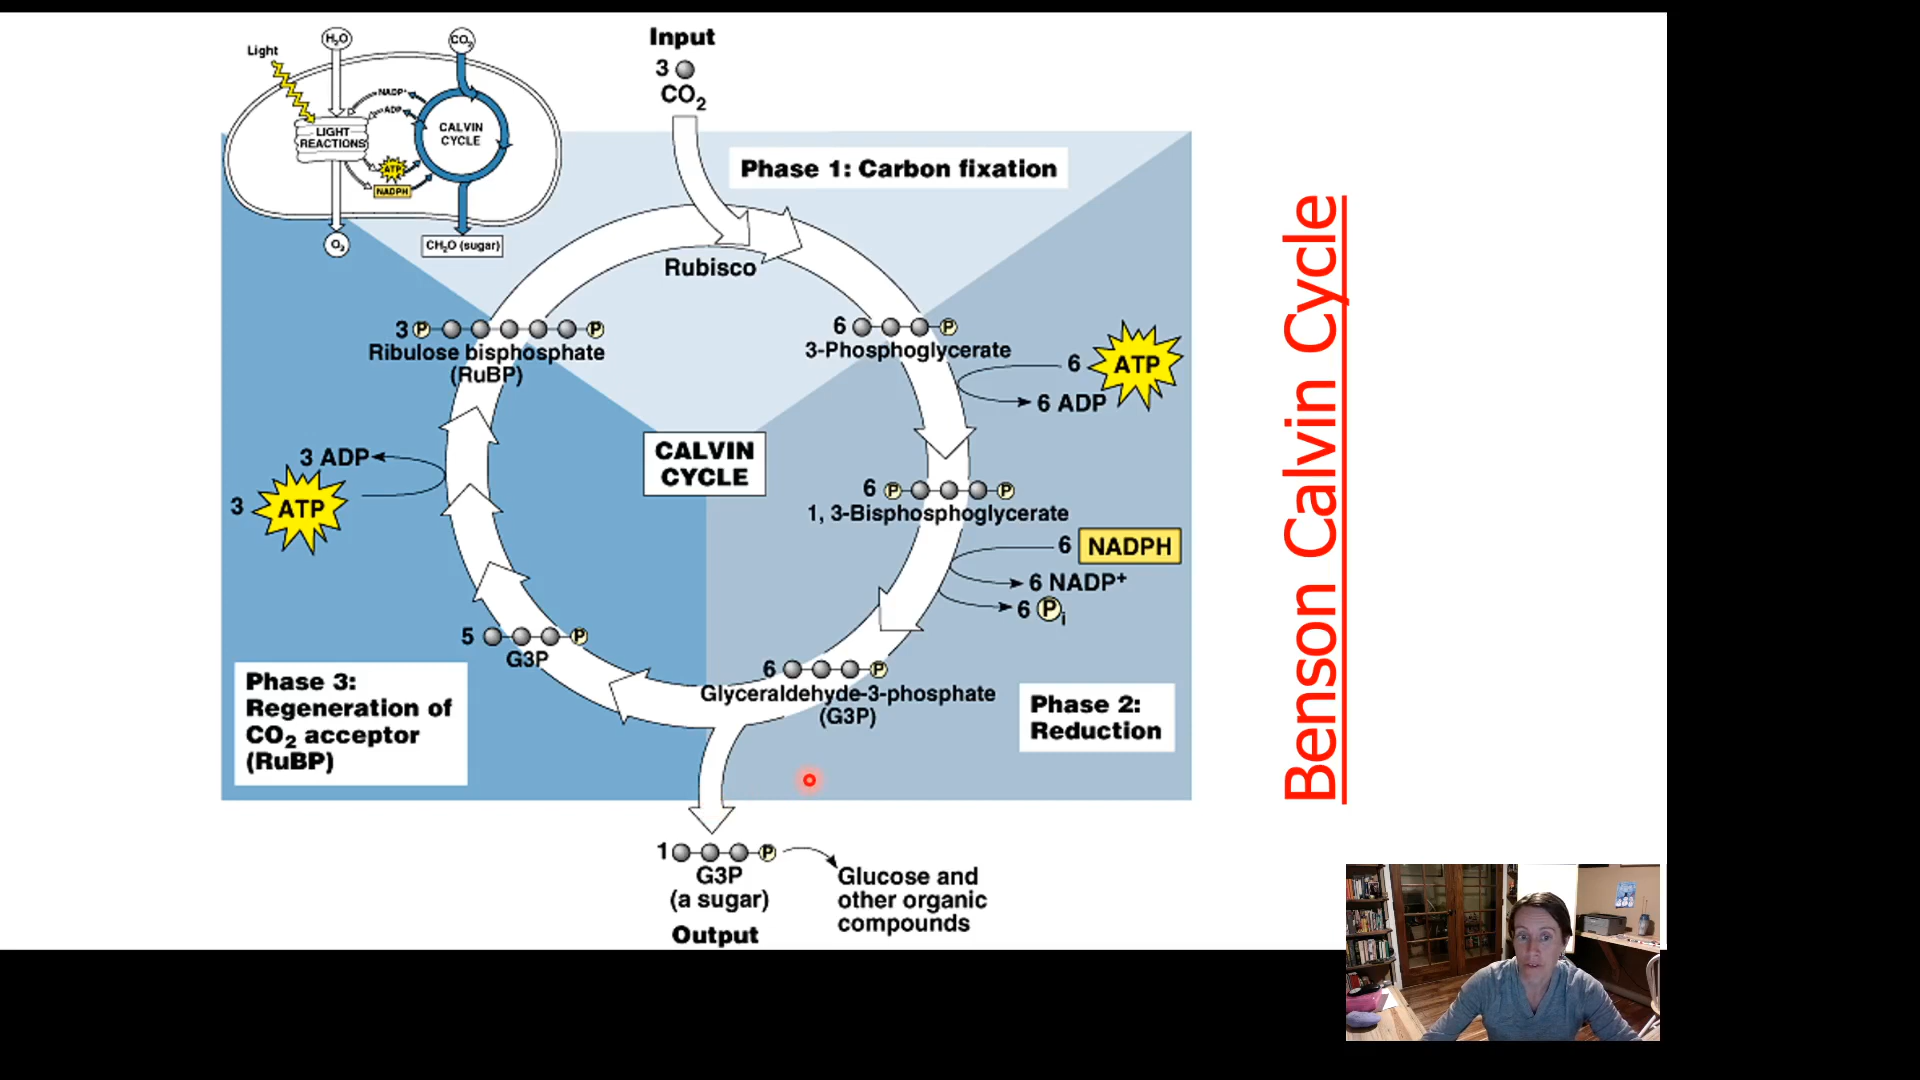 Light
H₂O
CO₂
NADP⁺
ADP
LIGHT
REACTIONS
CALVIN
CYCLE
ATP
NADPH
O₂
CH₂O (sugar)
Input
3
CO₂
Phase 1: Carbon fixation
Rubisco
3 P P
Ribulose bisphosphate
(RuBP)
6 P
3-Phosphoglycerate
6 ATP
6 ADP
CALVIN
CYCLE
3 ADP
3 ATP
6 P P
1, 3-Bisphosphoglycerate
6 NADPH
6 NADP⁺
6 Pi
5 P
G3P
6 P
Glyceraldehyde-3-phosphate
(G3P)
Phase 3:
Regeneration of
CO₂ acceptor
(RuBP)
Phase 2:
Reduction
1 P
G3P
(a sugar)
Output
Glucose and
other organic
compounds
Benson Calvin Cycle